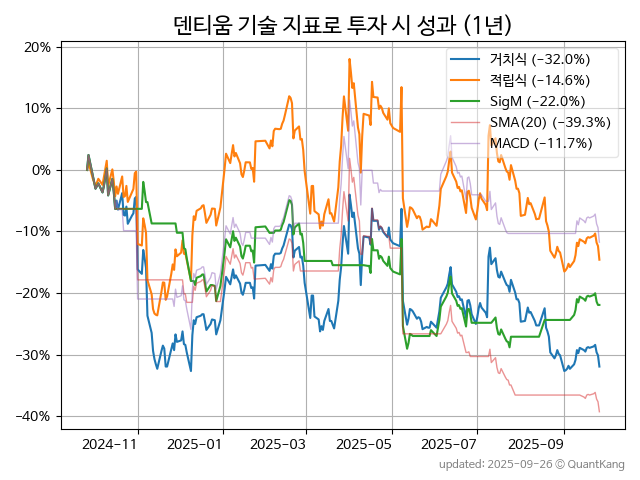 덴티움 기술 지표로 투자 시 성과 (1년)
20%
10%
0%
−10%
−20%
−30%
−40%
거치식 (−32.0%)
적립식 (−14.6%)
SigM (−22.0%)
SMA(20) (−39.3%)
MACD (−11.7%)
2024-11
2025-01
2025-03
2025-05
2025-07
2025-09
updated: 2025-09-26 © QuantKang